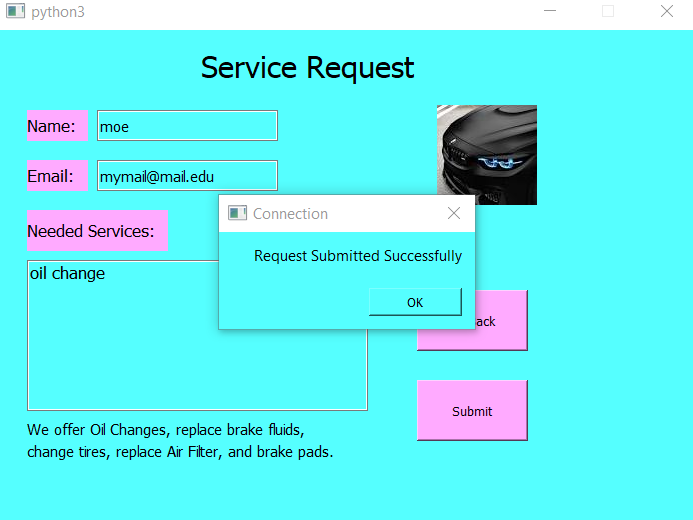 python3
Service Request
Name:
moe
Email:
mymail@mail.edu
Connection
Needed Services:
Request Submitted Successfully
oil change
OK
ack
Submit
We offer Oil Changes, replace brake fluids,
change tires, replace Air Filter, and brake pads.